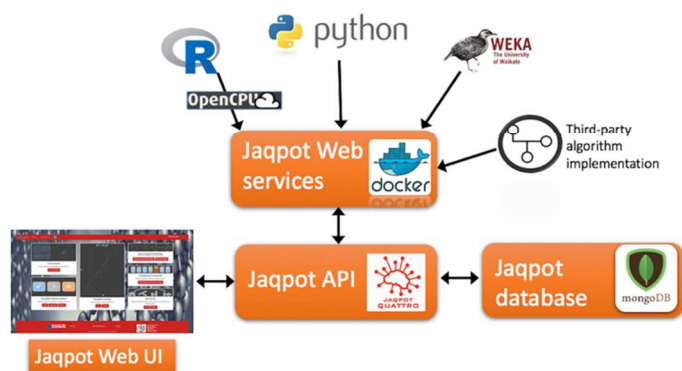 R
python
WEKA
The University
of Waikato
OpenCPU
Jaqpot Web
services
docker
Third-party
algorithm
implementation
Jaqpot API
JAQPOT
QUATTRO
Jaqpot
database
mongoDB
Jaqpot Web UI